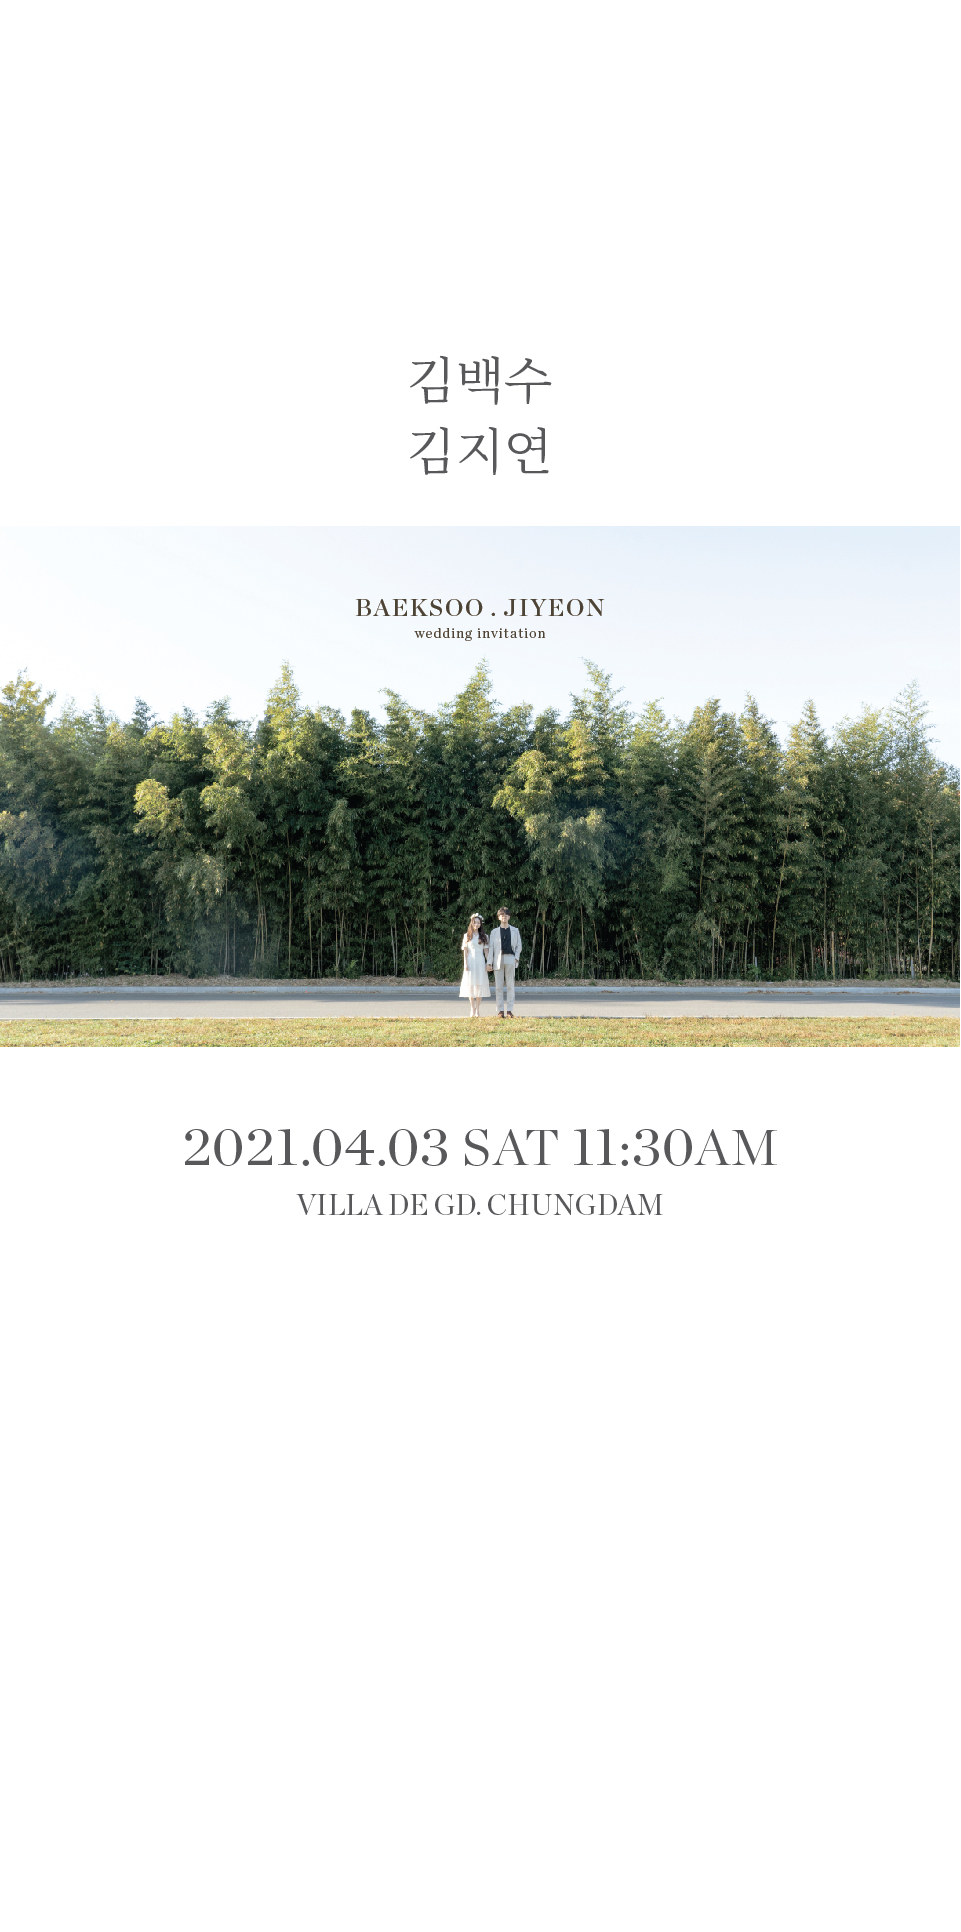 김백수
김지연
BAEKSOO . JIYEON
wedding invitation
2021.04.03 SAT 11:30AM
VILLA DE GD. CHUNGDAM